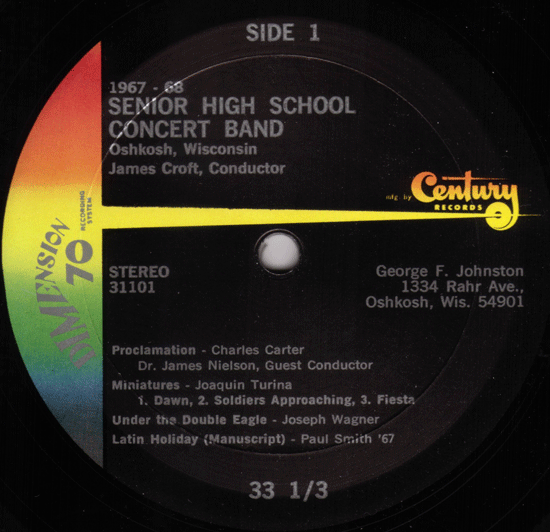 SIDE 1
1967 - 68
SENIOR HIGH SCHOOL
CONCERT BAND
Oshkosh, Wisconsin
James Croft, Conductor
mfg. by Century
RECORDS
DIMENSION
70
RECORDING
SYSTEM
STEREO
31101
George F. Johnston
1334 Rahr Ave.,
Oshkosh, Wis. 54901
Proclamation - Charles Carter
Dr. James Nielson, Guest Conductor
Miniatures - Joaquin Turina
1. Dawn, 2. Soldiers Approaching, 3. Fiesta
Under the Double Eagle - Joseph Wagner
Latin Holiday (Manuscript) - Paul Smith '67
33 1/3